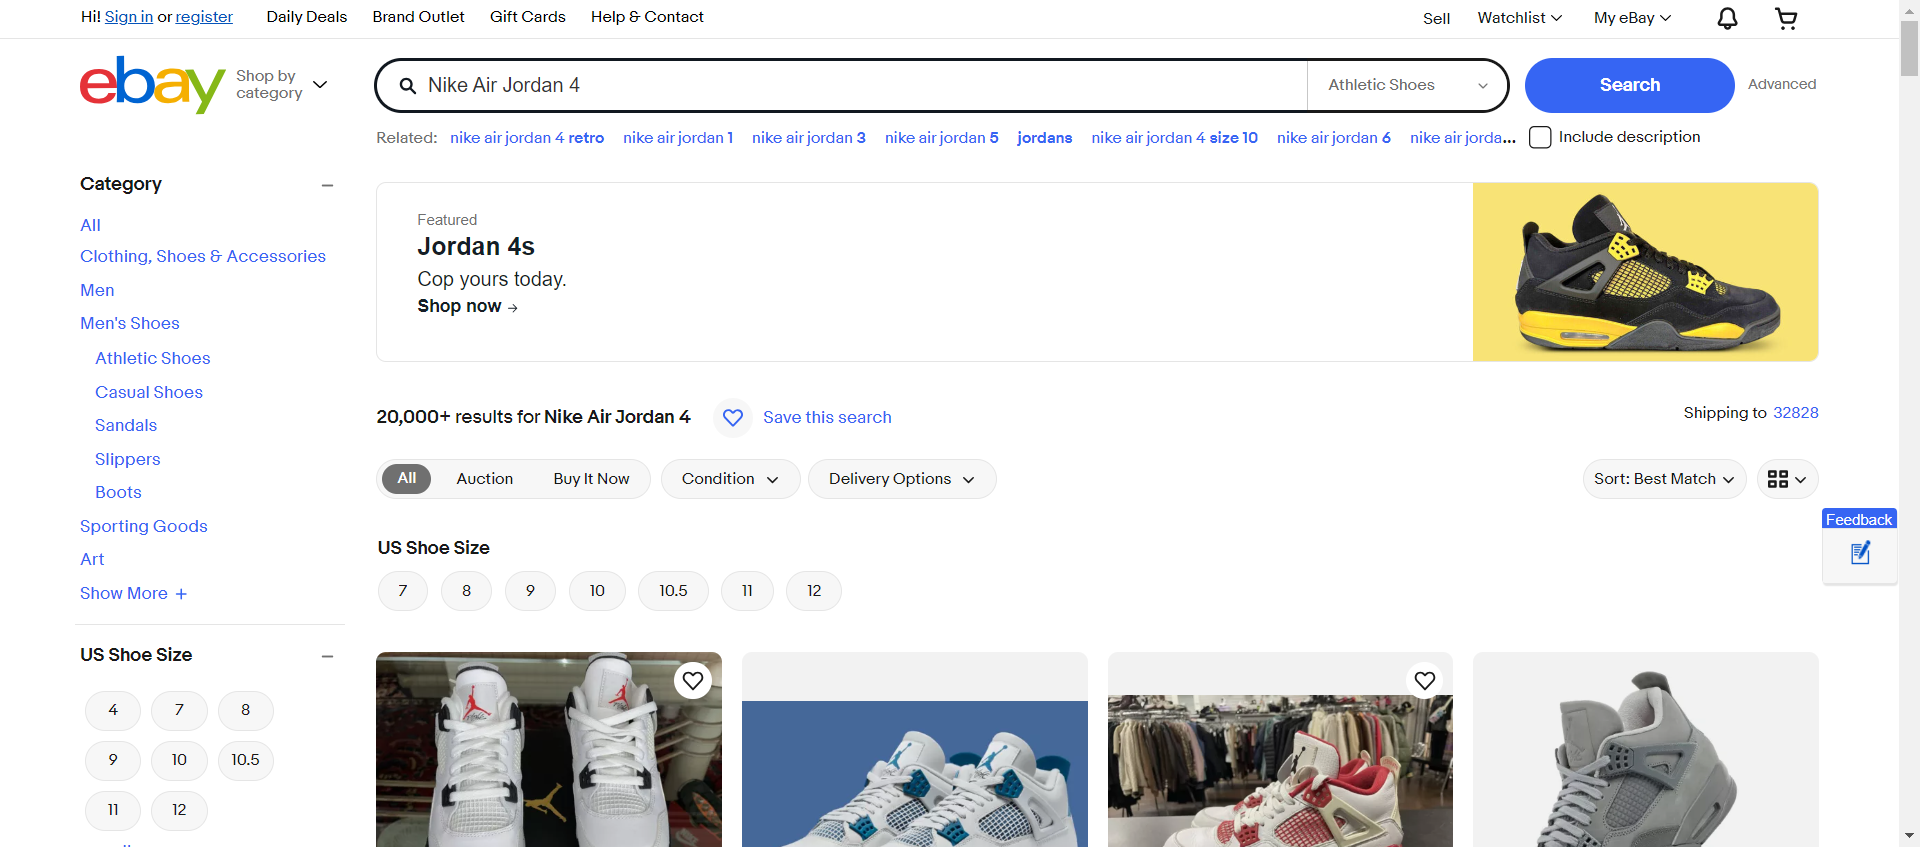 Hi! Sign in or register
Daily Deals
Brand Outlet
Gift Cards
Help & Contact
Sell
Watchlist
My eBay
ebay
Shop by
category
Nike Air Jordan 4
Athletic Shoes
Search
Advanced
Related:
nike air jordan 4 retro
nike air jordan 1
nike air jordan 3
nike air jordan 5
jordans
nike air jordan 4 size 10
nike air jordan 6
nike air jorda...
Include description
Category
All
Clothing, Shoes & Accessories
Men
Men's Shoes
Athletic Shoes
Casual Shoes
Sandals
Slippers
Boots
Sporting Goods
Art
Show More +
US Shoe Size
4
7
8
9
10
10.5
11
12
Featured
Jordan 4s
Cop yours today.
Shop now →
20,000+ results for Nike Air Jordan 4
Save this search
Shipping to 32828
All
Auction
Buy It Now
Condition
Delivery Options
Sort: Best Match
Feedback
US Shoe Size
7
8
9
10
10.5
11
12